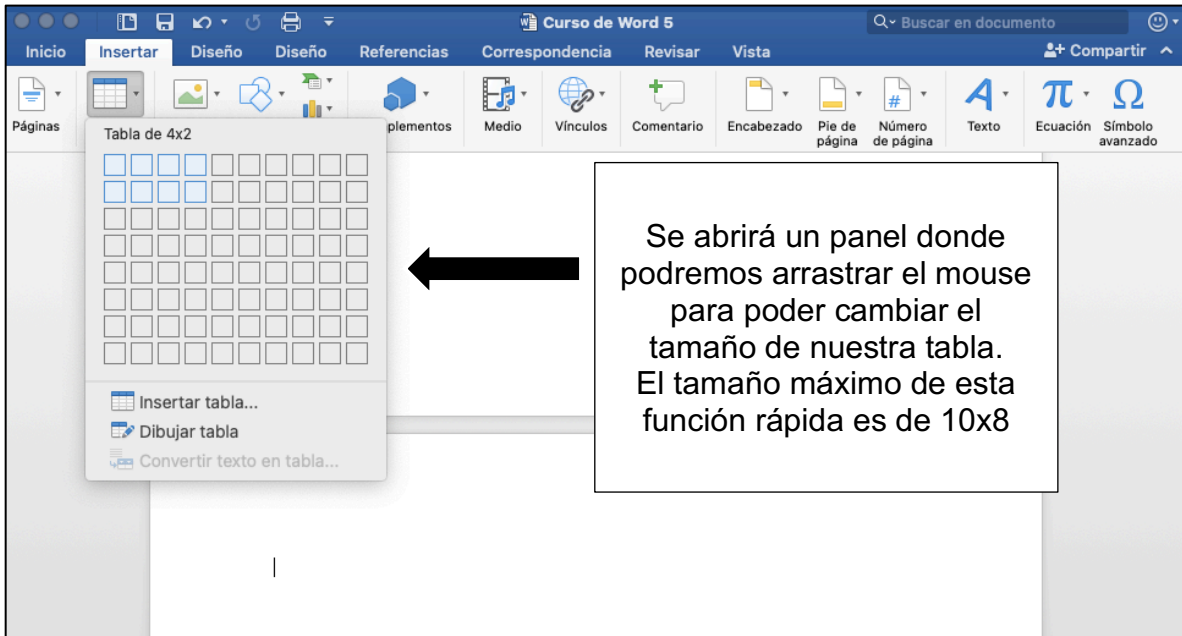 Curso de Word 5
Buscar en documento
Inicio Insertar Diseño Diseño Referencias Correspondencia Revisar Vista Compartir
Páginas plementos Medio Vínculos Comentario Encabezado Pie de página Número de página Texto Ecuación Símbolo avanzado
Tabla de 4x2
Insertar tabla...
Dibujar tabla
Convertir texto en tabla...
Se abrirá un panel donde
podremos arrastrar el mouse
para poder cambiar el
tamaño de nuestra tabla.
El tamaño máximo de esta
función rápida es de 10x8